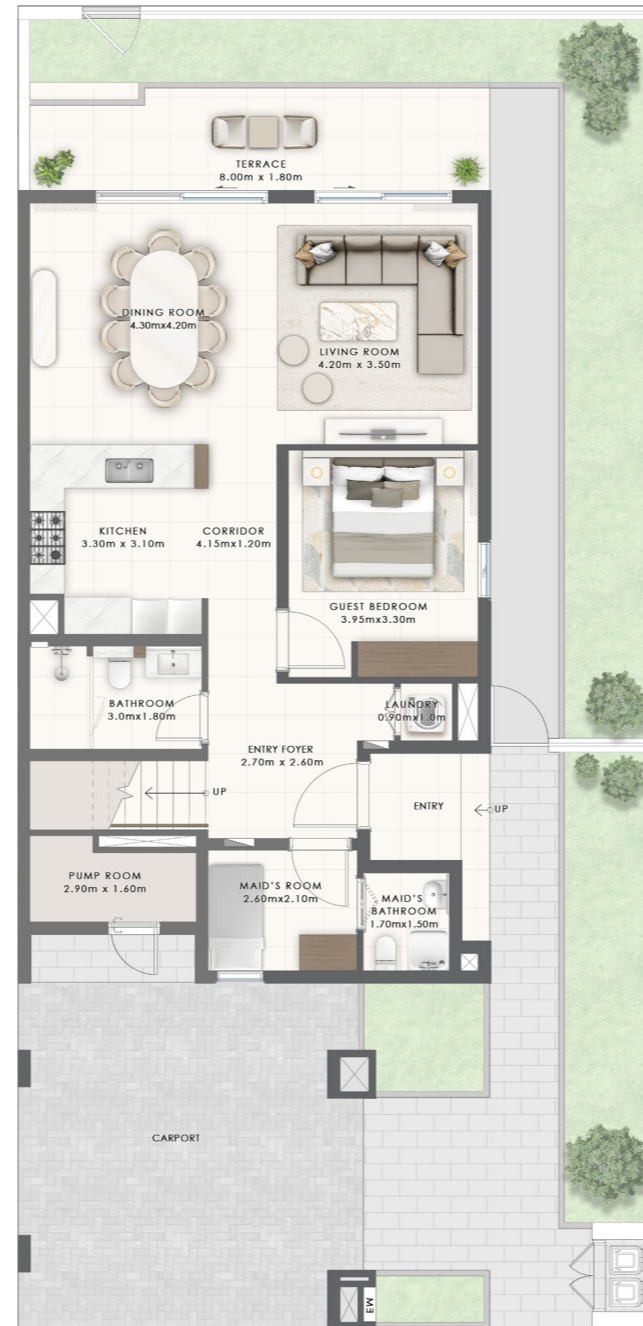 TERRACE
8.00m x 1.80m
DINING ROOM
4.30mx4.20m
LIVING ROOM
4.20m x 3.50m
KITCHEN
3.30m x 3.10m
CORRIDOR
4.15mx1.20m
GUEST BEDROOM
3.95mx3.30m
BATHROOM
3.0mx1.80m
LAUNDRY
0.90mx1.0m
ENTRY FOYER
2.70m x 2.60m
UP
ENTRY
UP
PUMP ROOM
2.90m x 1.60m
MAID'S ROOM
2.60mx2.10m
MAID'S
BATHROOM
1.70mx1.50m
CARPORT
EM